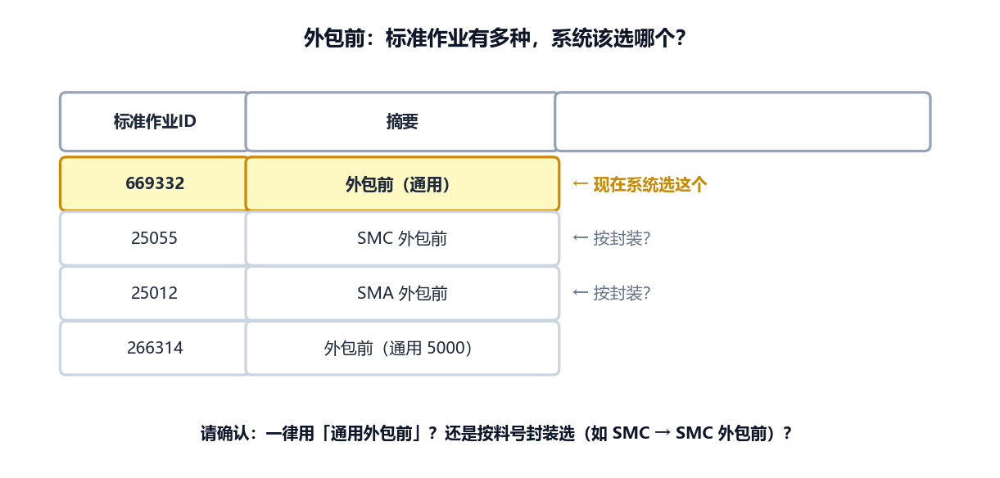 外包前：标准作业有多种，系统该选哪个？
标准作业ID 摘要
669332 外包前（通用） ← 现在系统选这个
25055 SMC 外包前 ← 按封装？
25012 SMA 外包前 ← 按封装？
266314 外包前（通用 5000）
请确认：一律用「通用外包前」？还是按料号封装选（如 SMC → SMC 外包前）？